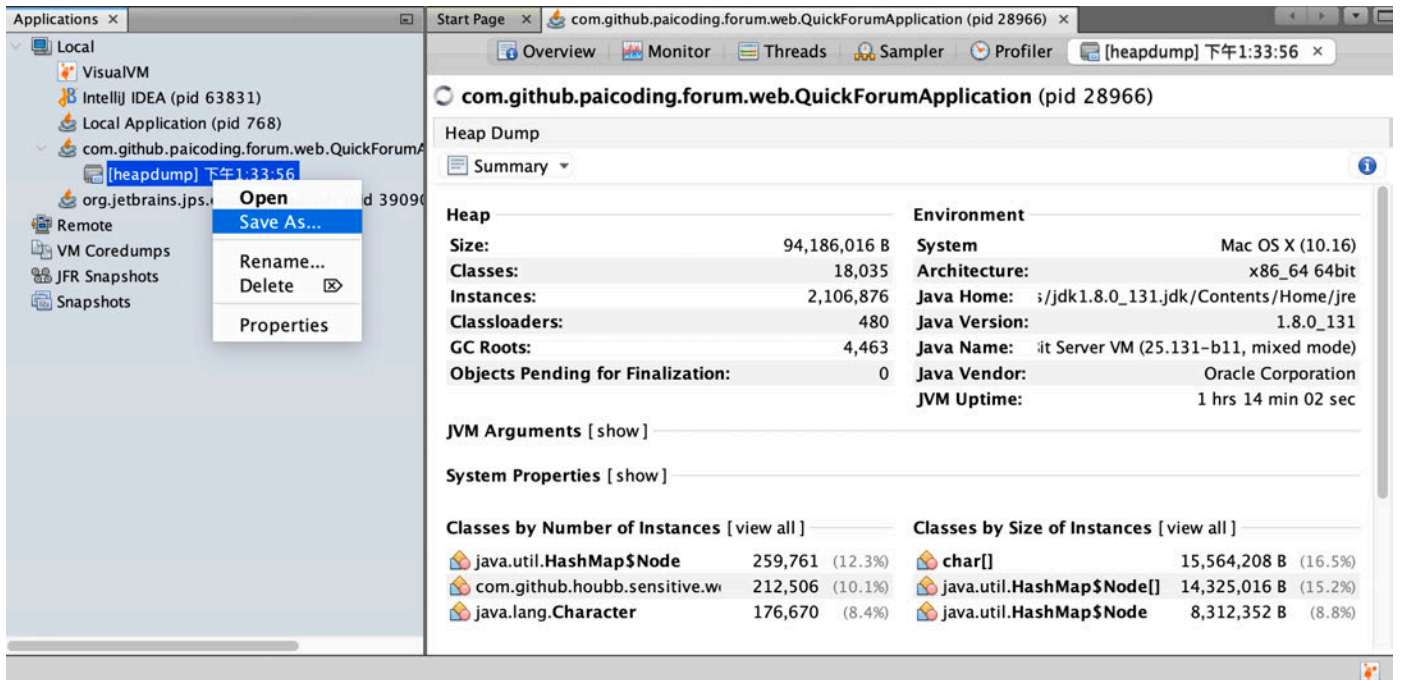 Applications ×
Local
VisualVM
IntelliJ IDEA (pid 63831)
Local Application (pid 768)
com.github.paicoding.forum.web.QuickForumA
[heapdump] 下午1:33:56
org.jetbrains.jps. id 39090
Remote
VM Coredumps
JFR Snapshots
Snapshots
Open
Save As...
Rename...
Delete
Properties
Start Page × com.github.paicoding.forum.web.QuickForumApplication (pid 28966) ×
Overview Monitor Threads Sampler Profiler [heapdump] 下午1:33:56 ×
com.github.paicoding.forum.web.QuickForumApplication (pid 28966)
Heap Dump
Summary
Heap
Size: 94,186,016 B
Classes: 18,035
Instances: 2,106,876
Classloaders: 480
GC Roots: 4,463
Objects Pending for Finalization: 0
Environment
System Mac OS X (10.16)
Architecture: x86_64 64bit
Java Home: s/jdk1.8.0_131.jdk/Contents/Home/jre
Java Version: 1.8.0_131
Java Name: it Server VM (25.131-b11, mixed mode)
Java Vendor: Oracle Corporation
JVM Uptime: 1 hrs 14 min 02 sec
JVM Arguments [ show ]
System Properties [ show ]
Classes by Number of Instances [ view all ]
java.util.HashMap$Node 259,761 (12.3%)
com.github.houbb.sensitive.w 212,506 (10.1%)
java.lang.Character 176,670 (8.4%)
Classes by Size of Instances [ view all ]
char[] 15,564,208 B (16.5%)
java.util.HashMap$Node[] 14,325,016 B (15.2%)
java.util.HashMap$Node 8,312,352 B (8.8%)